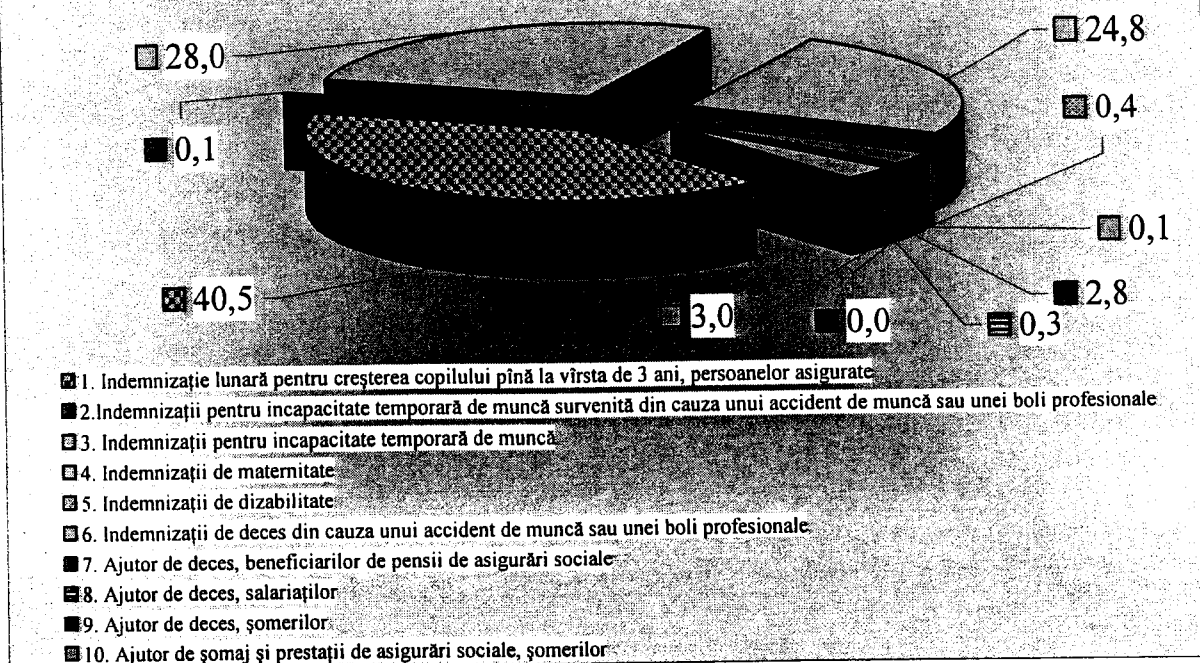 28,0
24,8
0,4
0,1
0,1
40,5
2,8
3,0
0,0
0,3
1. Indemnizație lunară pentru creșterea copilului pînă la vîrsta de 3 ani, persoanelor asigurate
2.Indemnizații pentru incapacitate temporară de muncă survenită din cauza unui accident de muncă sau unei boli profesionale
3. Indemnizații pentru incapacitate temporară de muncă
4. Indemnizații de maternitate
5. Indemnizații de dizabilitate
6. Indemnizații de deces din cauza unui accident de muncă sau unei boli profesionale
7. Ajutor de deces, beneficiarilor de pensii de asigurări sociale
8. Ajutor de deces, salariaților
9. Ajutor de deces, șomerilor
10. Ajutor de șomaj și prestații de asigurări sociale, șomerilor